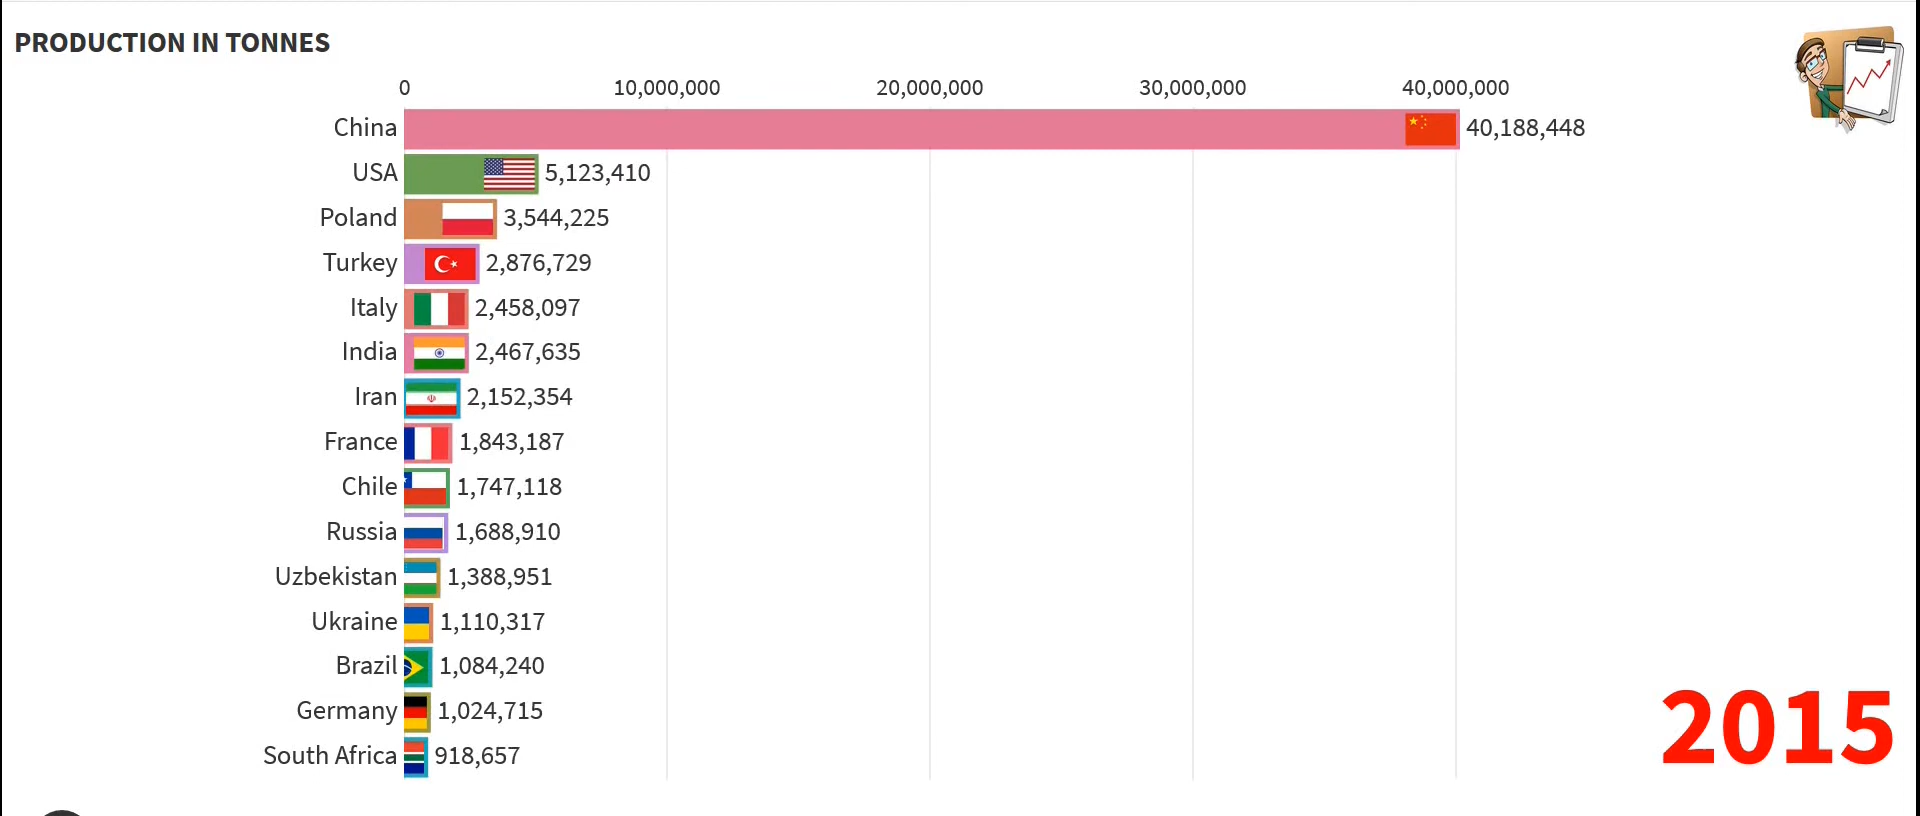 PRODUCTION IN TONNES
0 10,000,000 20,000,000 30,000,000 40,000,000
China 40,188,448
USA 5,123,410
Poland 3,544,225
Turkey 2,876,729
Italy 2,458,097
India 2,467,635
Iran 2,152,354
France 1,843,187
Chile 1,747,118
Russia 1,688,910
Uzbekistan 1,388,951
Ukraine 1,110,317
Brazil 1,084,240
Germany 1,024,715
South Africa 918,657
2015